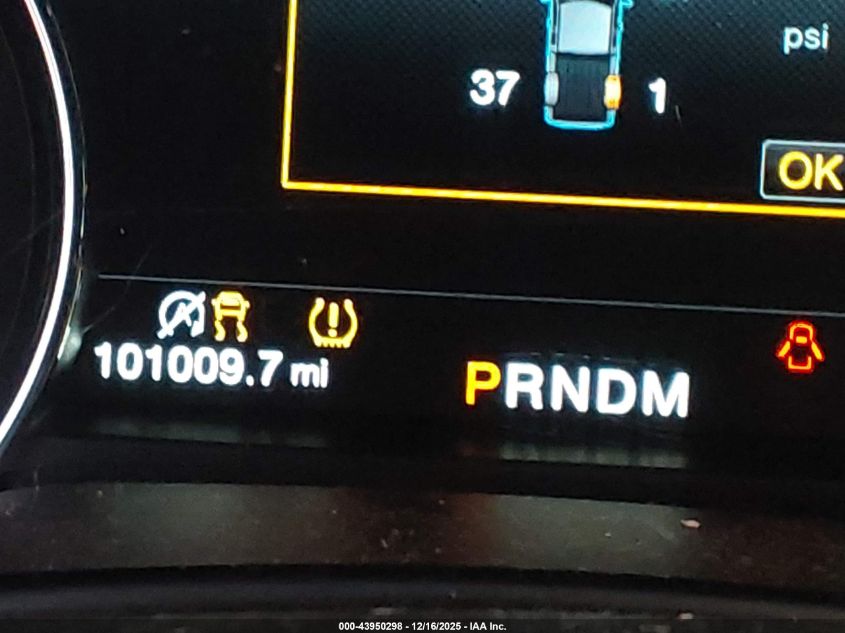 psi
37 1
OK
101009.7 mi
PRNDM
000-43950298 - 12/16/2025 - IAA Inc.